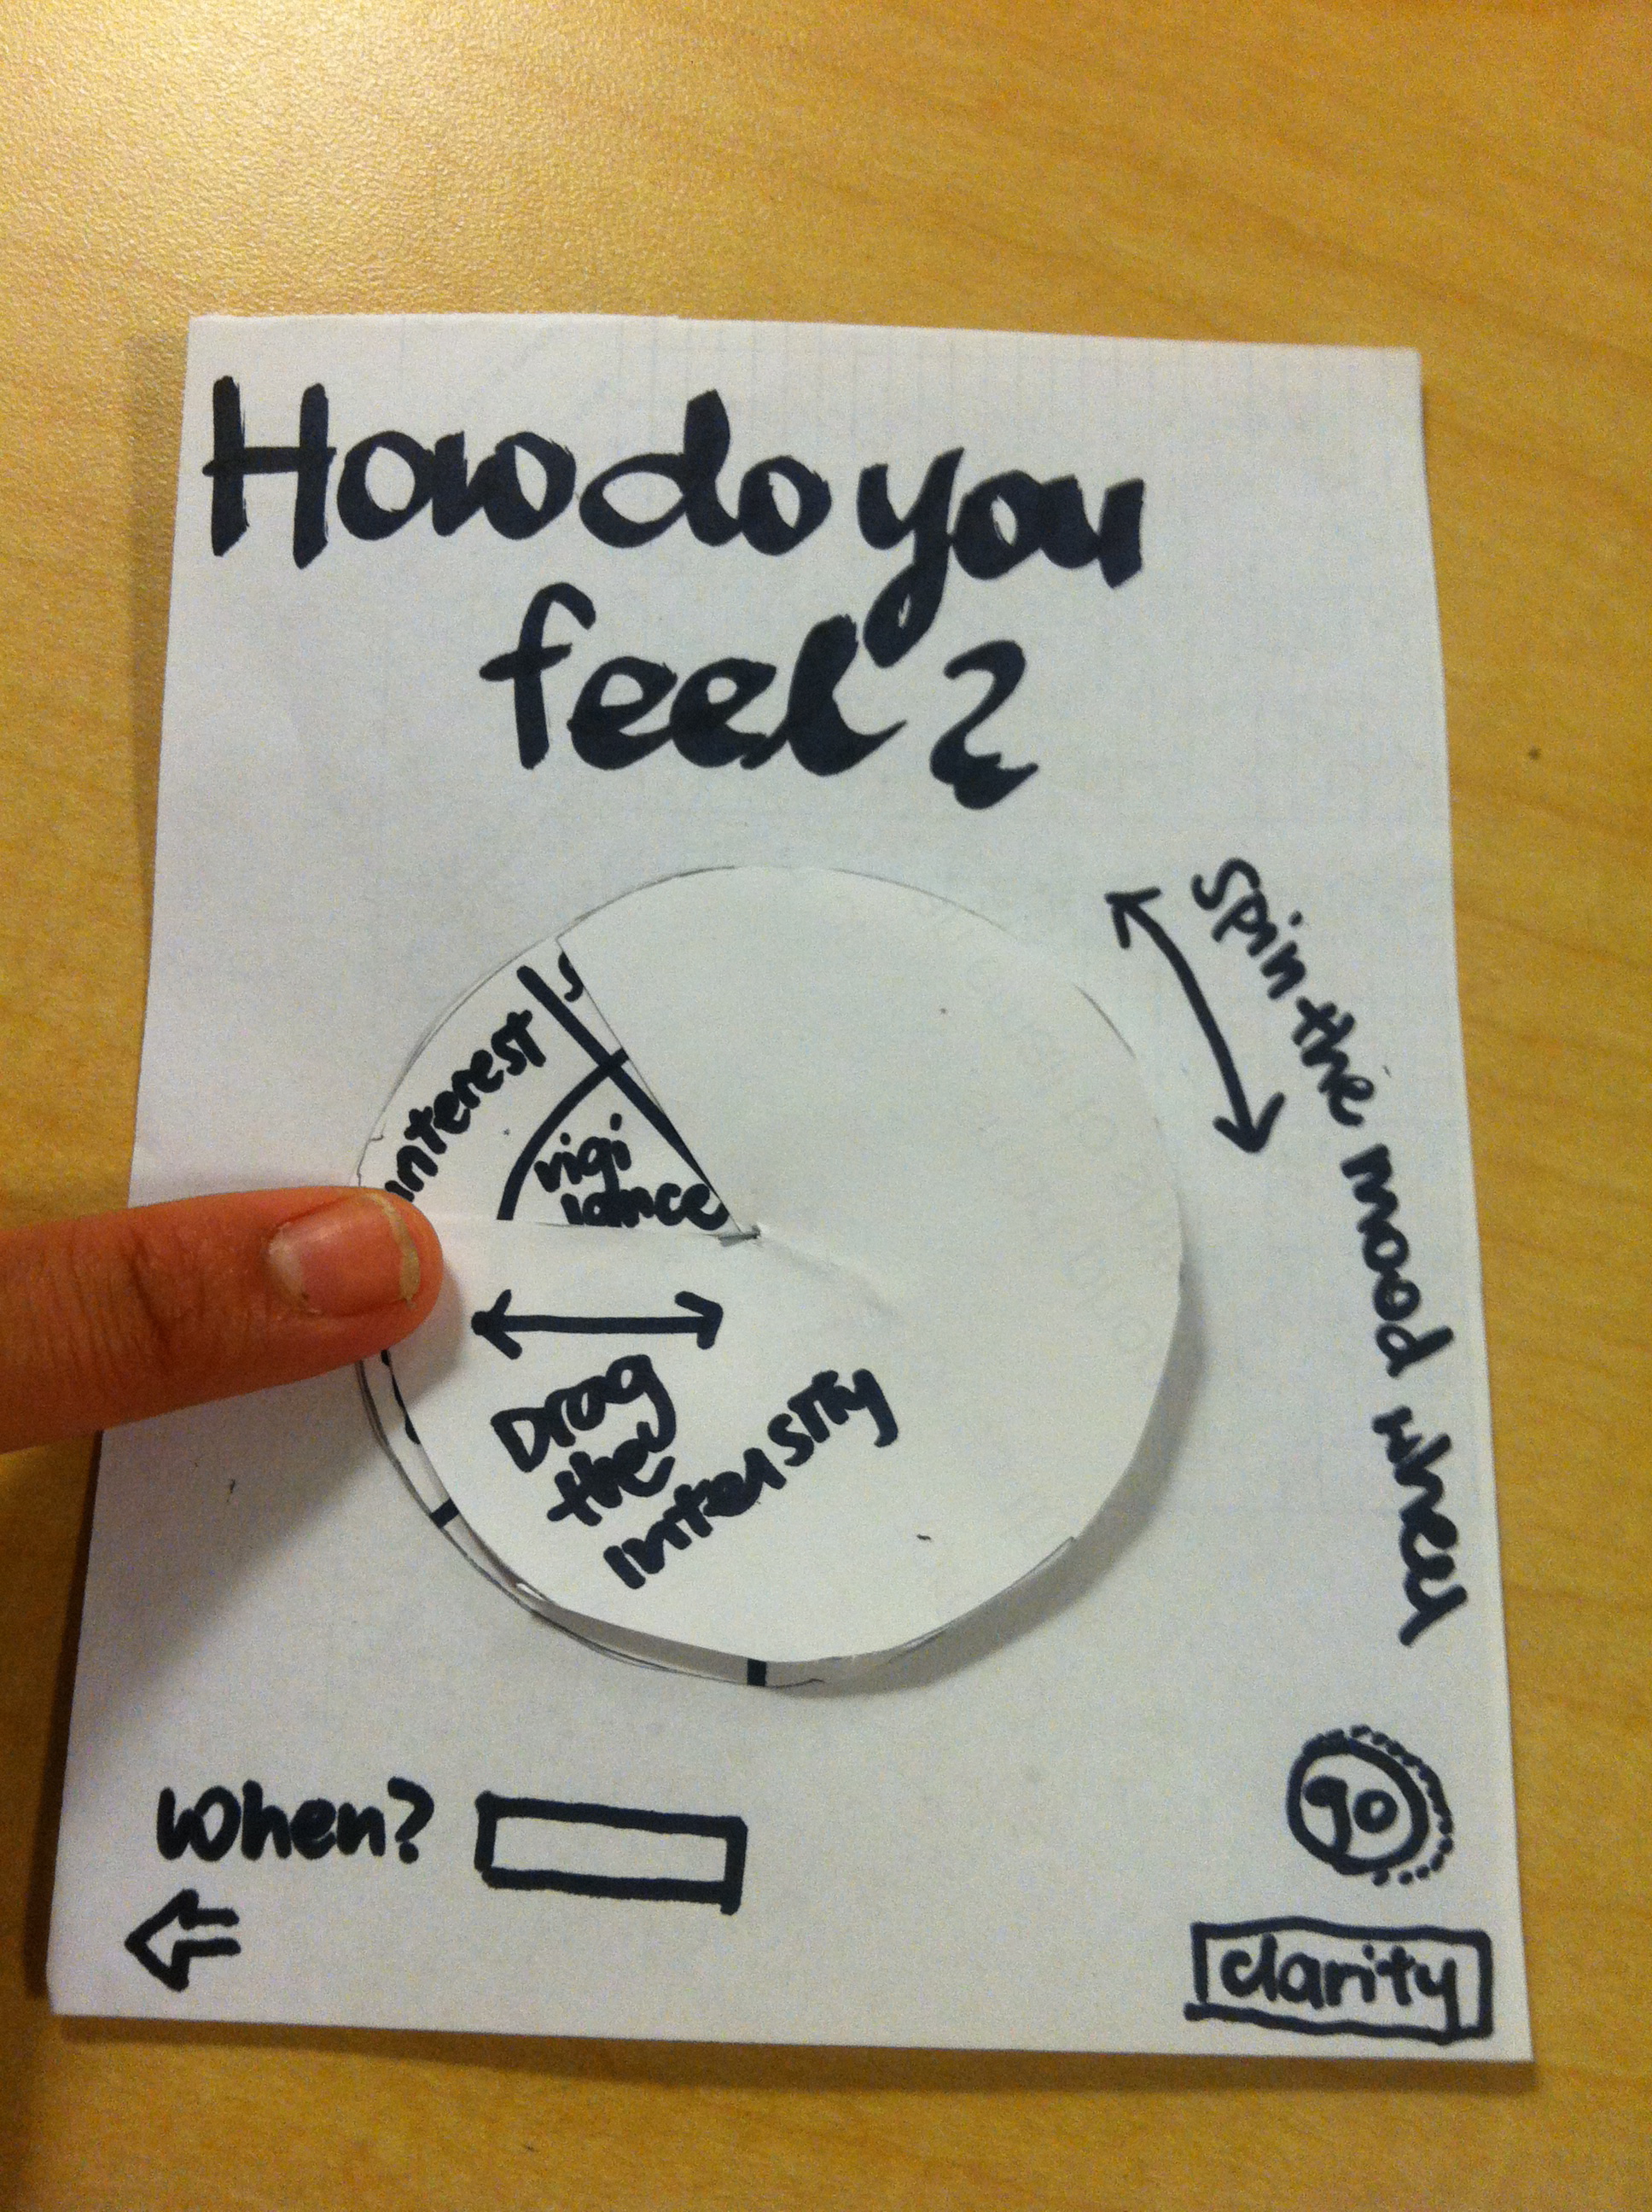 How do you
feel?
interest
vigi
lance
Drag
the
intensity
spin the mood wheel
When?
go
clarity